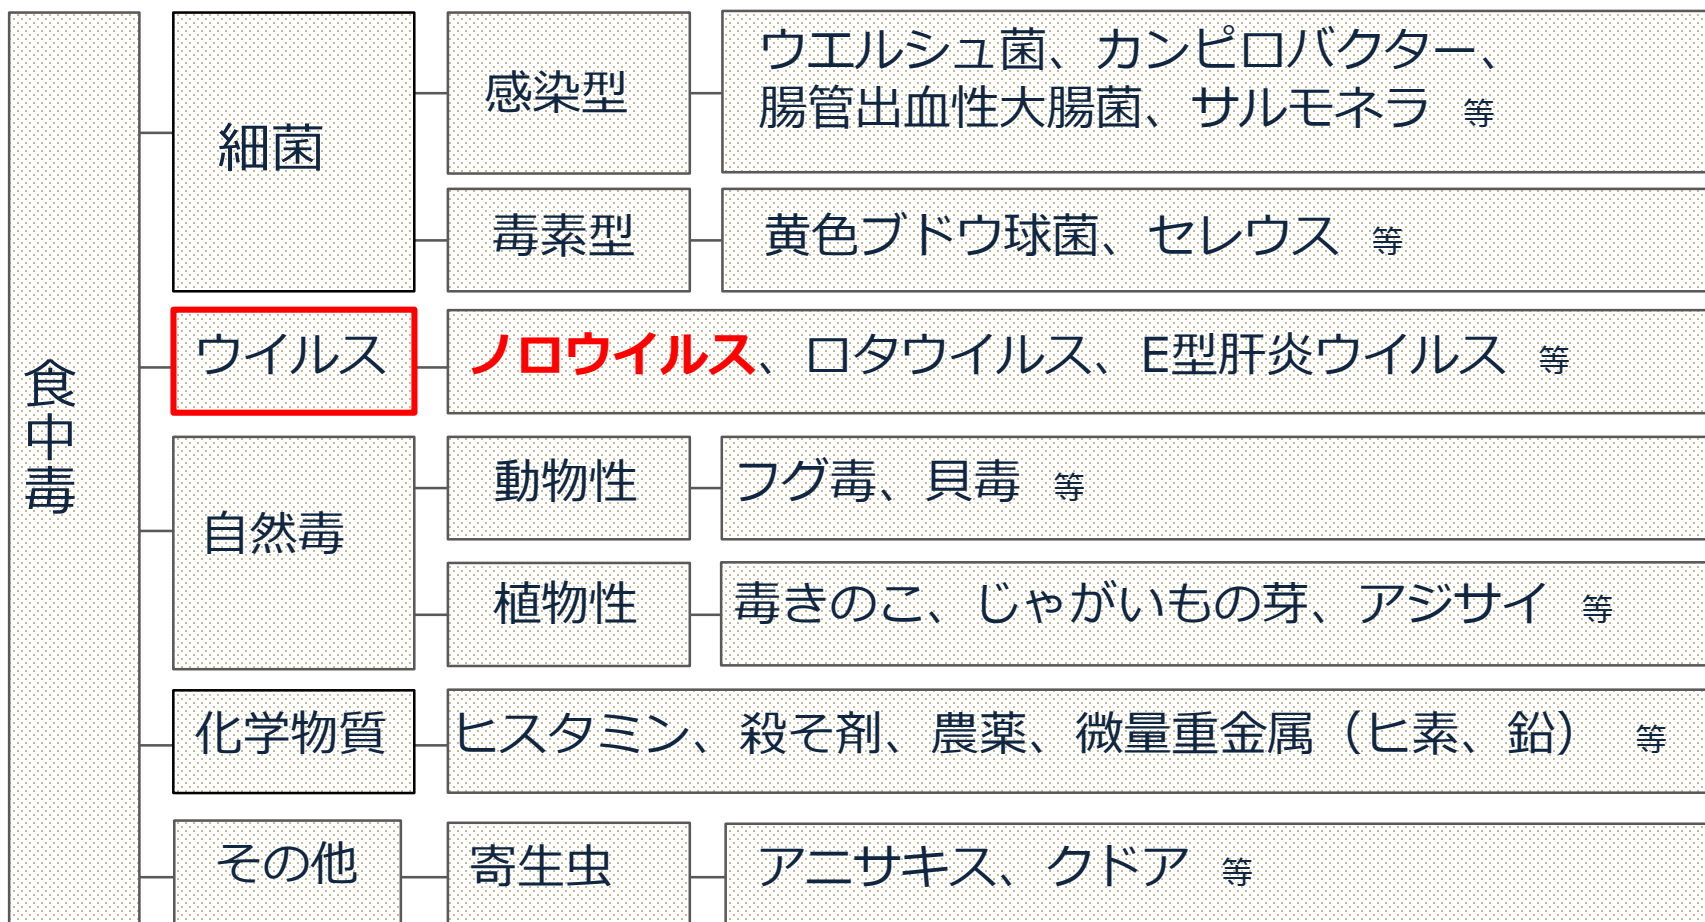 食中毒
細菌
感染型
ウエルシュ菌、カンピロバクター、
腸管出血性大腸菌、サルモネラ 等
毒素型
黄色ブドウ球菌、セレウス 等
ウイルス
ノロウイルス、ロタウイルス、E型肝炎ウイルス 等
自然毒
動物性
フグ毒、貝毒 等
植物性
毒きのこ、じゃがいもの芽、アジサイ 等
化学物質
ヒスタミン、殺そ剤、農薬、微量重金属（ヒ素、鉛） 等
その他
寄生虫
アニサキス、クドア 等